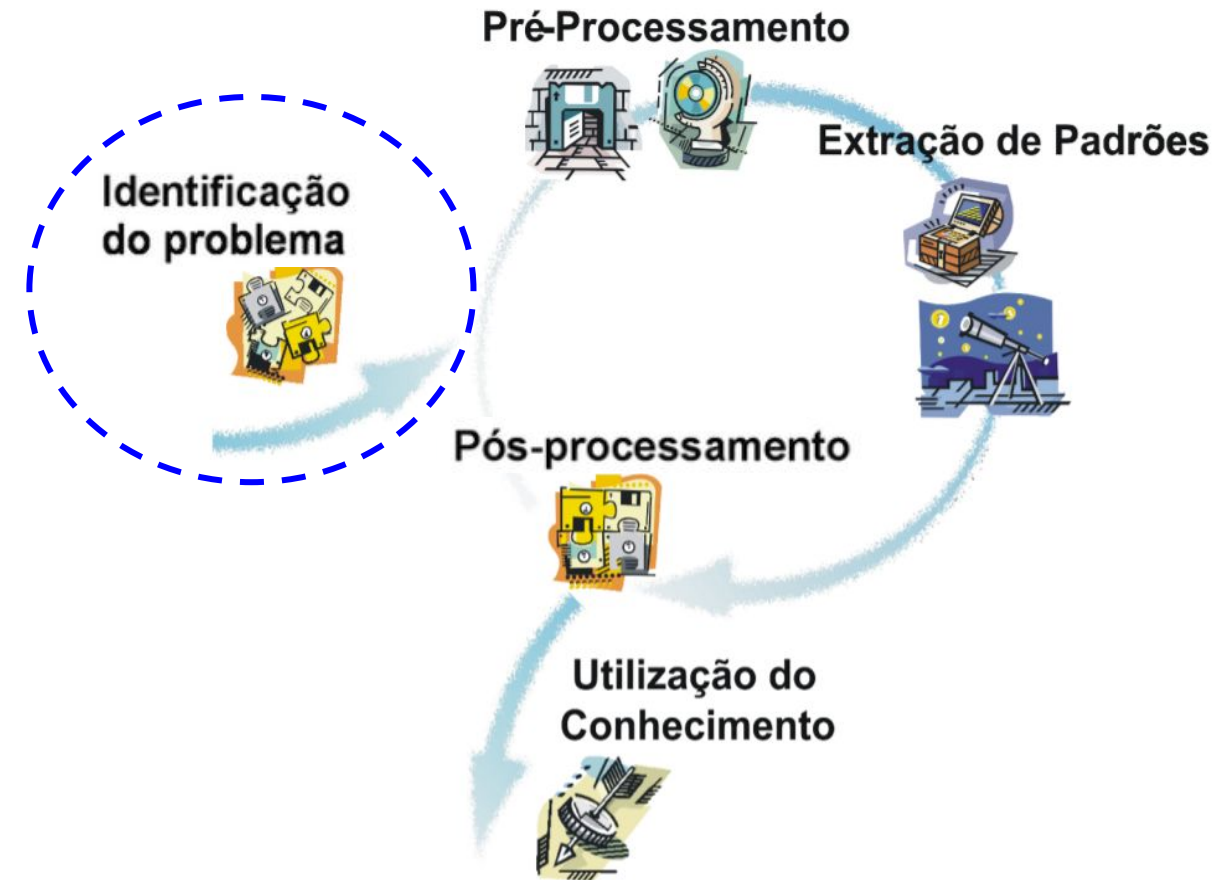 Pré-Processamento
Extração de Padrões
Identificação
do problema
Pós-processamento
Utilização do
Conhecimento